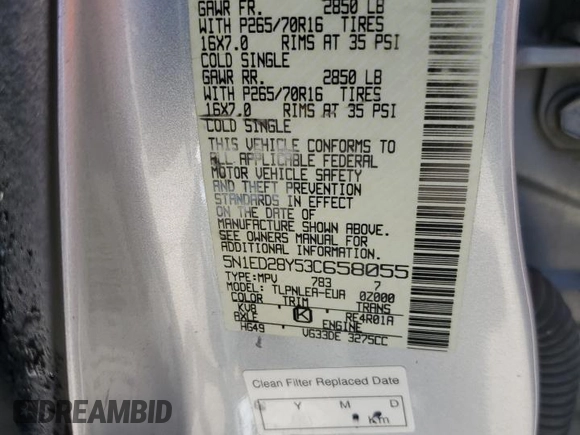 GAWR FR. 2850 LB
WITH P265/70R16 TIRES
16X7.0 RIMS AT 35 PSI
COLD SINGLE
GAWR RR. 2850 LB
WITH P265/70R16 TIRES
16X7.0 RIMS AT 35 PSI
COLD SINGLE
THIS VEHICLE CONFORMS TO
ALL APPLICABLE FEDERAL
MOTOR VEHICLE SAFETY
AND THEFT PREVENTION
STANDARDS IN EFFECT
ON THE DATE OF
MANUFACTURE SHOWN ABOVE.
SEE OWNERS MANUAL FOR
ADDITIONAL INFORMATION
5N1ED28Y53C658055
TYPE:MPV 783 7
MODEL: TLPNLEA-EUA 0Z000
COLOR TRIM TRANS
KV8 K RE4R01A
AXLE ENGINE
HG49 VG33DE 3275CC
Clean Filter Replaced Date
Y M D
km
DREAMBID